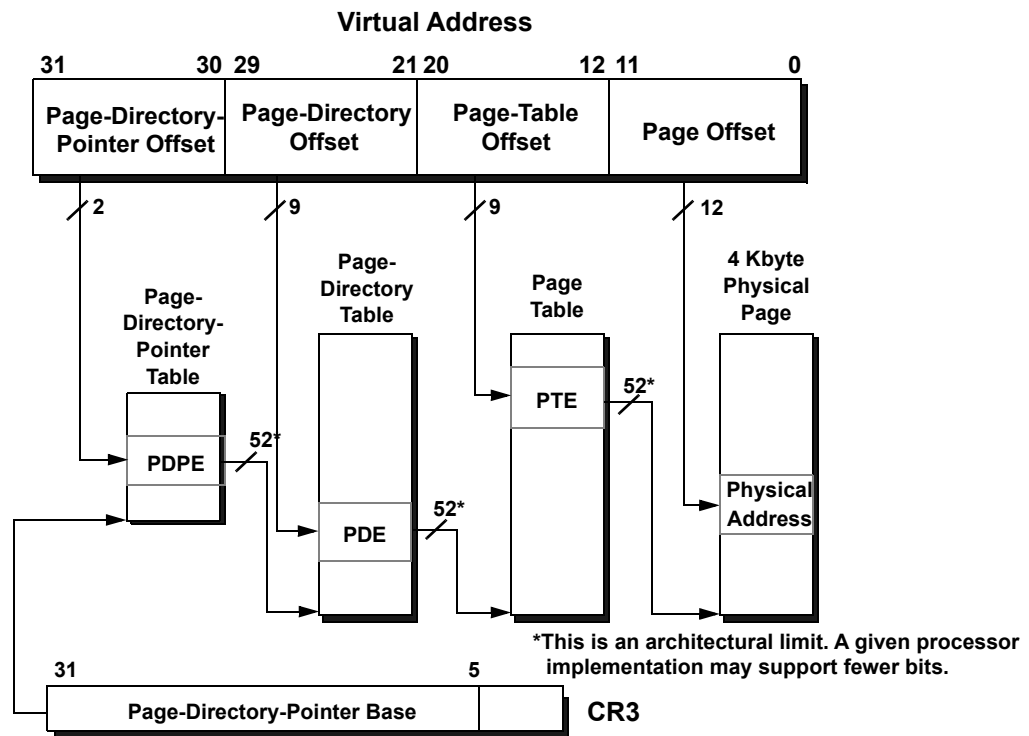 Virtual Address
31 30 29 21 20 12 11 0
Page-Directory-
Pointer Offset
Page-Directory
Offset
Page-Table
Offset
Page Offset
2
9
9
12
Page-
Directory-
Pointer
Table
Page-
Directory
Table
Page
Table
4 Kbyte
Physical
Page
PDPE
52*
PDE
52*
PTE
52*
Physical
Address
*This is an architectural limit. A given processor
implementation may support fewer bits.
31 5
Page-Directory-Pointer Base
CR3